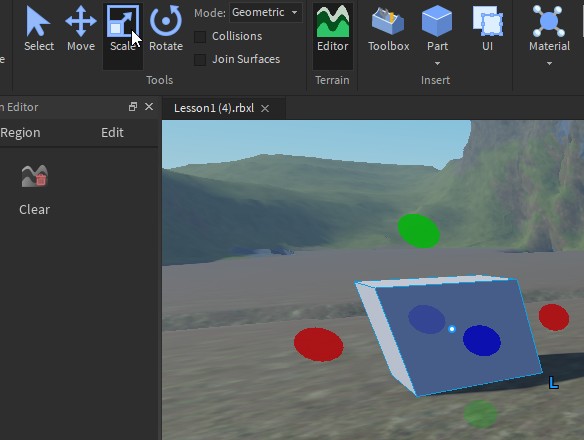 Select
Move
Scale
Rotate
Mode: Geometric
Collisions
Join Surfaces
Editor
Toolbox
Part
UI
Material
Tools
Terrain
Insert
n Editor
Lesson1 (4).rbxl
Region
Edit
Clear
L